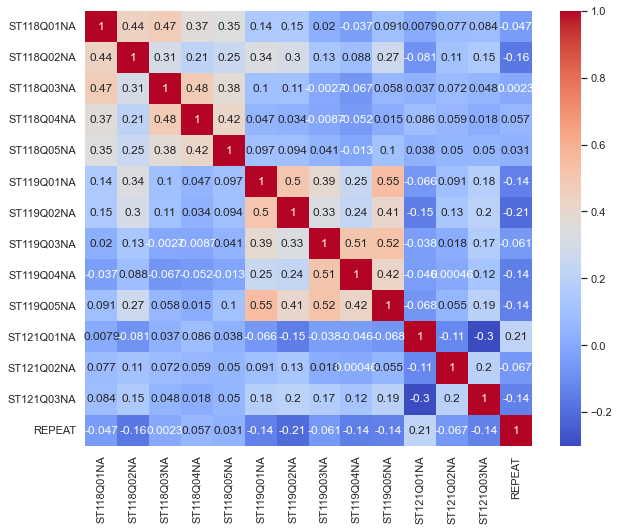 ST118Q01NA 1 0.44 0.47 0.37 0.35 0.14 0.15 0.02 -0.037 0.091 0.0079 0.077 0.084 -0.047
ST118Q02NA 0.44 1 0.31 0.21 0.25 0.34 0.3 0.13 0.088 0.27 -0.081 0.11 0.15 -0.16
ST118Q03NA 0.47 0.31 1 0.48 0.38 0.1 0.11 -0.0027 -0.067 0.058 0.037 0.072 0.048 0.0023
ST118Q04NA 0.37 0.21 0.48 1 0.42 0.047 0.034 -0.0087 -0.052 0.015 0.086 0.059 0.018 0.057
ST118Q05NA 0.35 0.25 0.38 0.42 1 0.097 0.094 0.041 -0.013 0.1 0.038 0.05 0.05 0.031
ST119Q01NA 0.14 0.34 0.1 0.047 0.097 1 0.5 0.39 0.25 0.55 -0.066 0.091 0.18 -0.14
ST119Q02NA 0.15 0.3 0.11 0.034 0.094 0.5 1 0.33 0.24 0.41 -0.15 0.13 0.2 -0.21
ST119Q03NA 0.02 0.13 -0.0027 -0.0087 0.041 0.39 0.33 1 0.51 0.52 -0.038 0.018 0.17 -0.061
ST119Q04NA -0.037 0.088 -0.067 -0.052 -0.013 0.25 0.24 0.51 1 0.42 -0.046 0.00046 0.12 -0.14
ST119Q05NA 0.091 0.27 0.058 0.015 0.1 0.55 0.41 0.52 0.42 1 -0.068 0.055 0.19 -0.14
ST121Q01NA 0.0079 -0.081 0.037 0.086 0.038 -0.066 -0.15 -0.038 -0.046 -0.068 1 -0.11 -0.3 0.21
ST121Q02NA 0.077 0.11 0.072 0.059 0.05 0.091 0.13 0.018 0.00046 0.055 -0.11 1 0.2 -0.067
ST121Q03NA 0.084 0.15 0.048 0.018 0.05 0.18 0.2 0.17 0.12 0.19 -0.3 0.2 1 -0.14
REPEAT -0.047 -0.16 0.0023 0.057 0.031 -0.14 -0.21 -0.061 -0.14 -0.14 0.21 -0.067 -0.14 1
ST118Q01NA ST118Q02NA ST118Q03NA ST118Q04NA ST118Q05NA ST119Q01NA ST119Q02NA ST119Q03NA ST119Q04NA ST119Q05NA ST121Q01NA ST121Q02NA ST121Q03NA REPEAT
1.0
0.8
0.6
0.4
0.2
0.0
−0.2